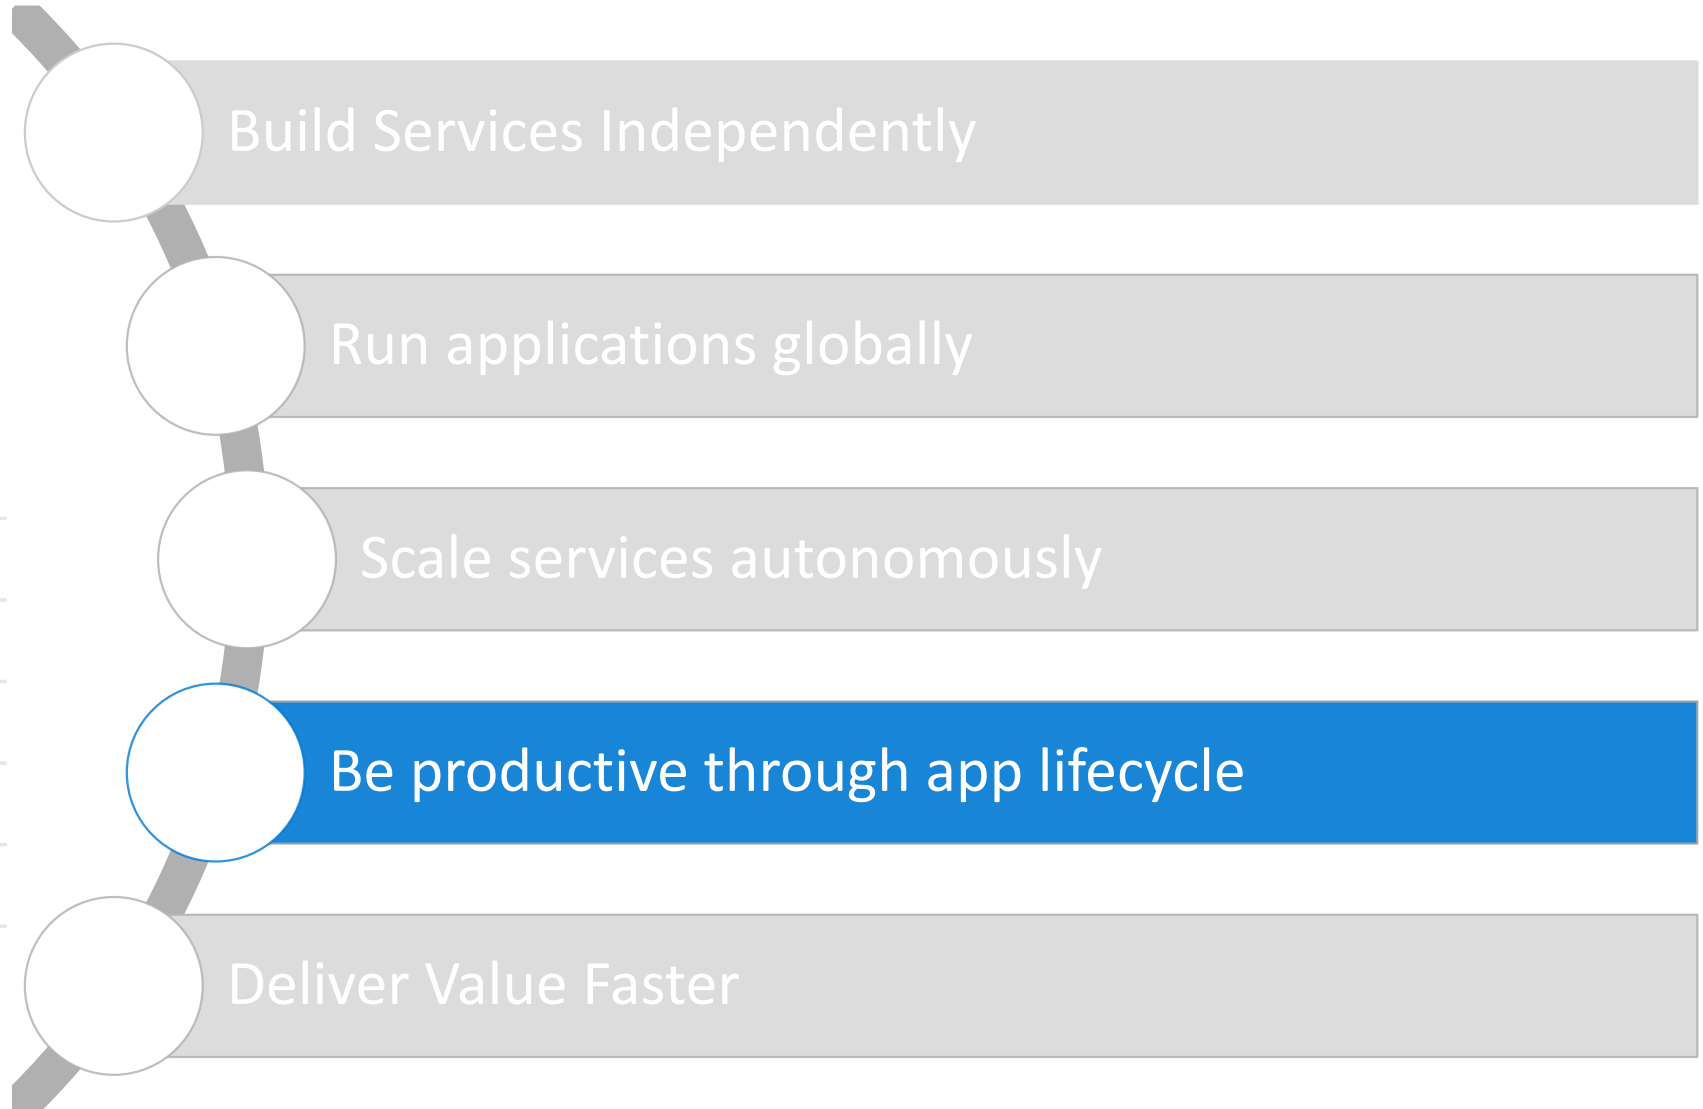 Build Services Independently
Run applications globally
Scale services autonomously
Be productive through app lifecycle
Deliver Value Faster